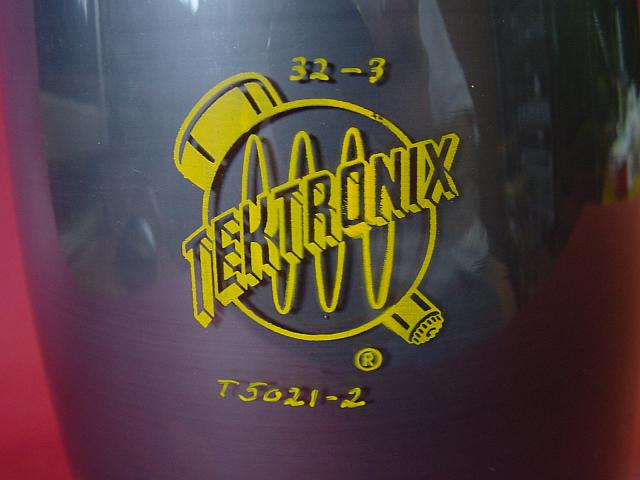 32-3
TEKTRONIX
®
T5021-2